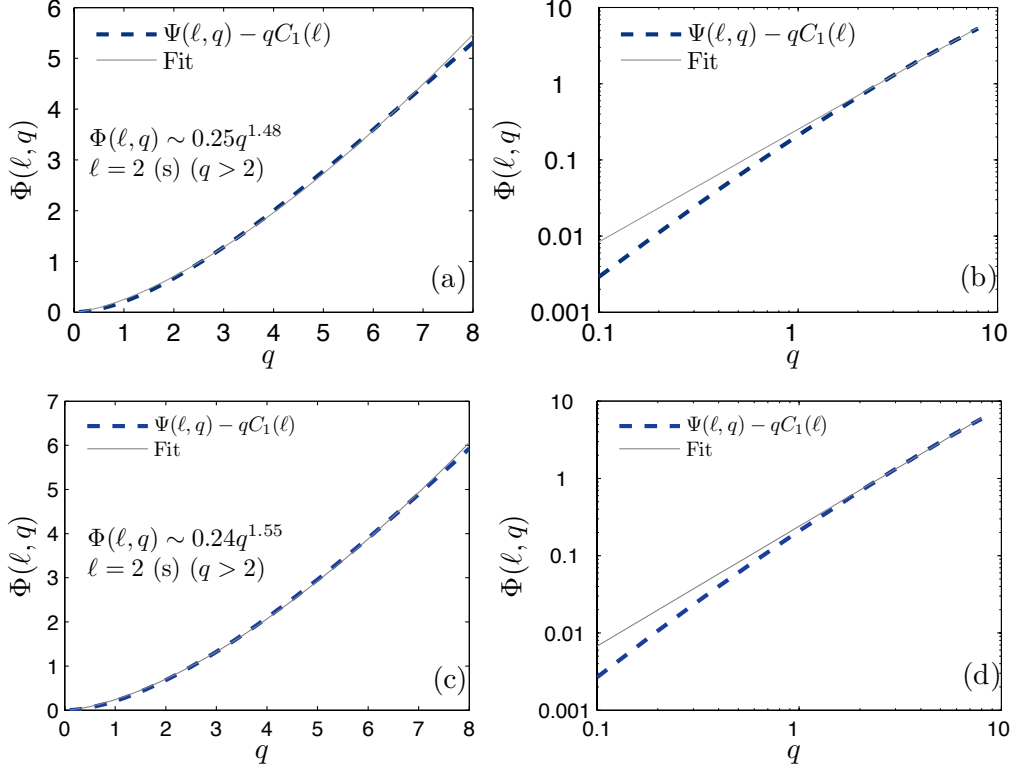 6
5
4
3
2
1
0
0 1 2 3 4 5 6 7 8
Φ(ℓ, q)
q
Ψ(ℓ, q) − qC₁(ℓ)
Fit
Φ(ℓ, q) ∼ 0.25q^1.48
ℓ = 2 (s) (q > 2)
(a)
10
1
0.1
0.01
0.001
0.1 1 10
Φ(ℓ, q)
q
Ψ(ℓ, q) − qC₁(ℓ)
Fit
(b)
7
6
5
4
3
2
1
0
0 1 2 3 4 5 6 7 8
Φ(ℓ, q)
q
Ψ(ℓ, q) − qC₁(ℓ)
Fit
Φ(ℓ, q) ∼ 0.24q^1.55
ℓ = 2 (s) (q > 2)
(c)
10
1
0.1
0.01
0.001
0.1 1 10
Φ(ℓ, q)
q
Ψ(ℓ, q) − qC₁(ℓ)
Fit
(d)